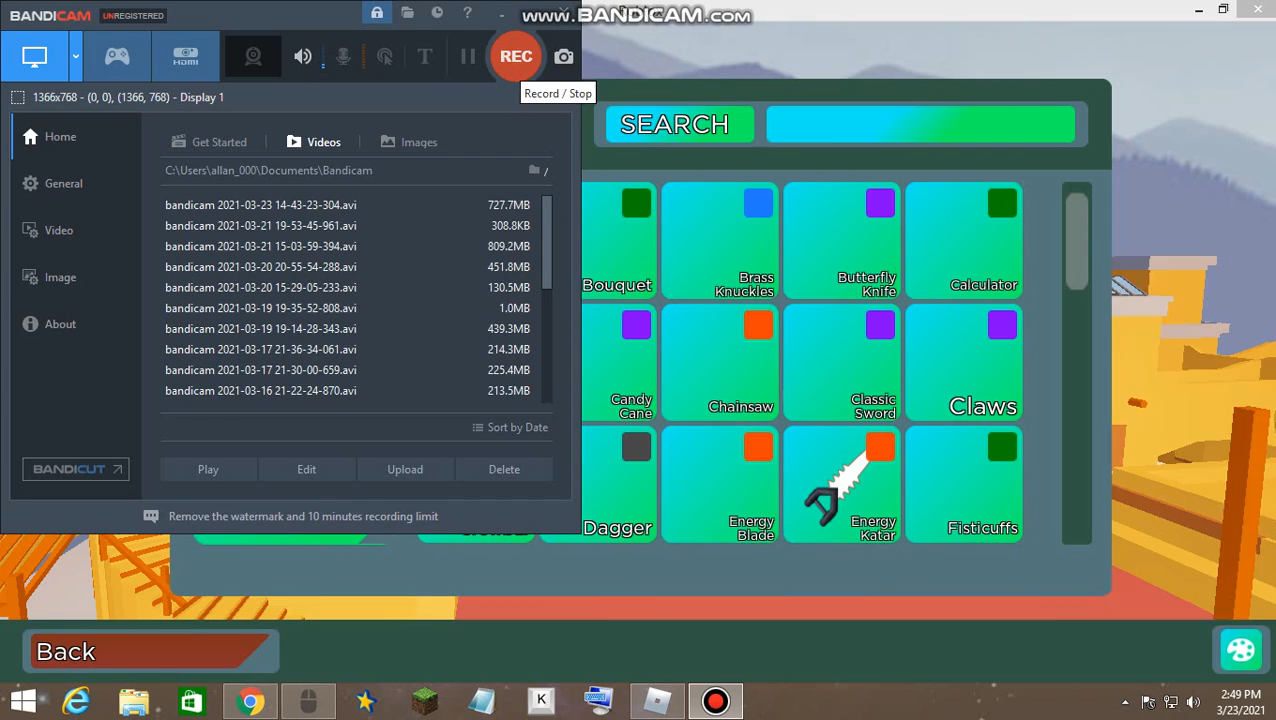 BANDICAM UNREGISTERED
www.BANDICAM.com
REC
Record / Stop
1366x768 - (0, 0), (1366, 768) - Display 1
Home
General
Video
Image
About
BANDICUT
Get Started
Videos
Images
C:\Users\allan_000\Documents\Bandicam
bandicam 2021-03-23 14-43-23-304.avi 727.7MB
bandicam 2021-03-21 19-53-45-961.avi 308.8KB
bandicam 2021-03-21 15-03-59-394.avi 809.2MB
bandicam 2021-03-20 20-55-54-288.avi 451.8MB
bandicam 2021-03-20 15-23-05-233.avi 130.5MB
bandicam 2021-03-19 19-35-50-808.avi 1.0MB
bandicam 2021-03-19 19-14-28-343.avi 439.3MB
bandicam 2021-03-17 21-36-34-061.avi 214.3MB
bandicam 2021-03-17 21-30-00-659.avi 225.4MB
bandicam 2021-03-16 21-22-24-870.avi 213.5MB
Sort by Date
Play
Edit
Upload
Delete
Remove the watermark and 10 minutes recording limit
SEARCH
Bouquet
Brass
Knuckles
Butterfly
Knife
Calculator
Candy
Cane
Chainsaw
Classic
Sword
Claws
Dagger
Energy
Blade
Energy
Katar
Fisticuffs
Back
K
2:49 PM
3/23/2021